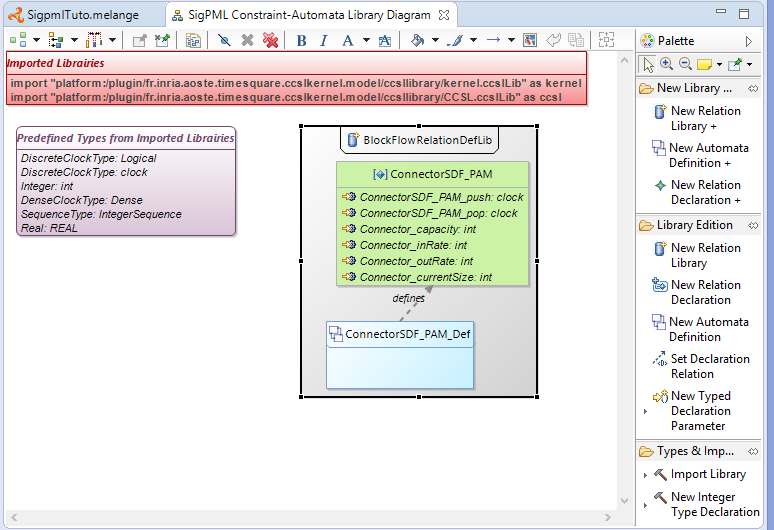 SigpmlTuto.melange
SigPML Constraint-Automata Library Diagram
B I A A
Imported Librairies
import "platform:/plugin/fr.inria.aoste.timesquare.ccslkernel.model/ccsllibrary/kernel.ccslLib" as kernel
import "platform:/plugin/fr.inria.aoste.timesquare.ccslkernel.model/ccsllibrary/CCSL.ccslLib" as ccsl
Predefined Types from Imported Librairies
DiscreteClockType: Logical
DiscreteClockType: clock
Integer: int
DenseClockType: Dense
SequenceType: IntegerSequence
Real: REAL
BlockFlowRelationDefLib
ConnectorSDF_PAM
ConnectorSDF_PAM_push: clock
ConnectorSDF_PAM_pop: clock
Connector_capacity: int
Connector_inRate: int
Connector_outRate: int
Connector_currentSize: int
defines
ConnectorSDF_PAM_Def
Palette
New Library ...
New Relation
Library +
New Automata
Definition +
New Relation
Declaration +
Library Edition
New Relation
Library
New Relation
Declaration
New Automata
Definition
Set Declaration
Relation
New Typed
Declaration
Parameter
Types & Imp...
Import Library
New Integer
Type Declaration